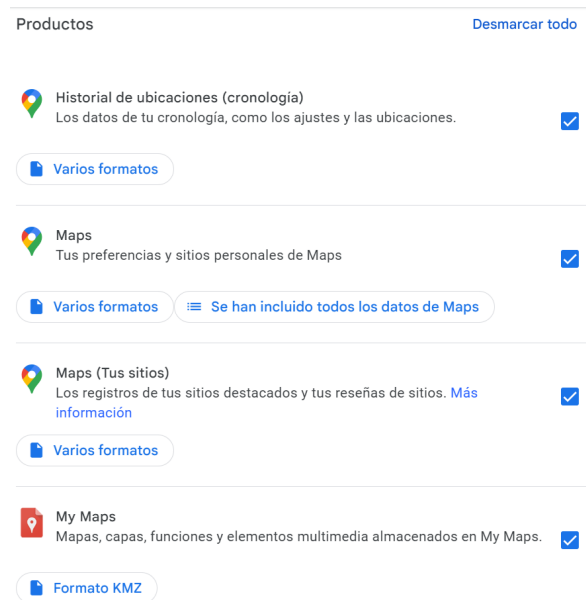 Productos
Desmarcar todo
Historial de ubicaciones (cronología)
Los datos de tu cronología, como los ajustes y las ubicaciones.
Varios formatos
Maps
Tus preferencias y sitios personales de Maps
Varios formatos
Se han incluido todos los datos de Maps
Maps (Tus sitios)
Los registros de tus sitios destacados y tus reseñas de sitios. Más
información
Varios formatos
My Maps
Mapas, capas, funciones y elementos multimedia almacenados en My Maps.
Formato KMZ